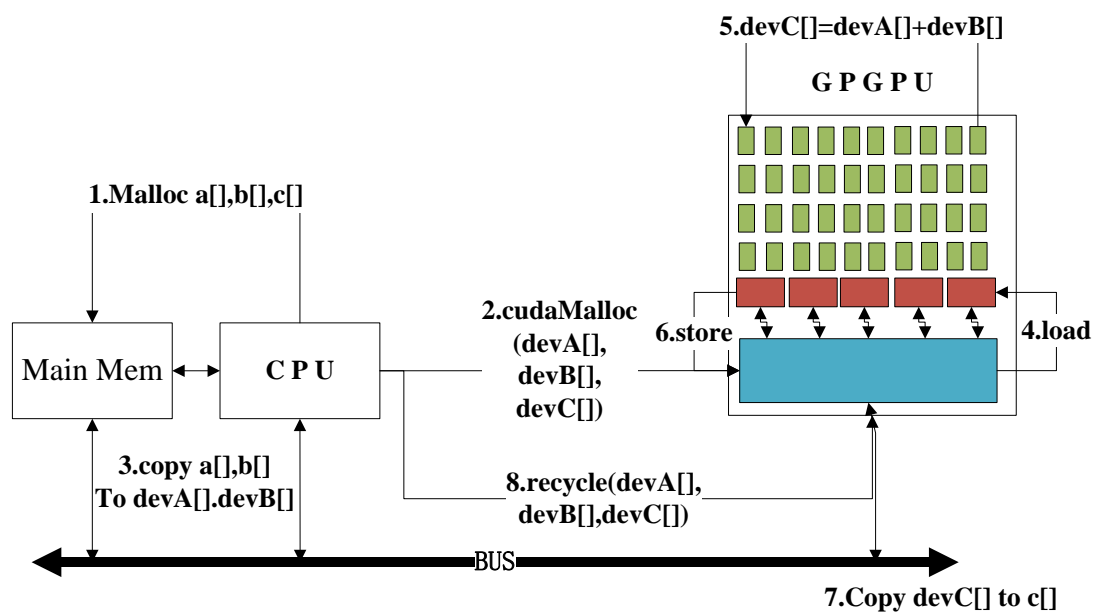 5.devC[]=devA[]+devB[]
G P G P U
1.Malloc a[],b[],c[]
2.cudaMalloc
(devA[],
devB[],
devC[])
6.store
4.load
Main Mem
C P U
3.copy a[],b[]
To devA[].devB[]
8.recycle(devA[],
devB[],devC[])
BUS
7.Copy devC[] to c[]